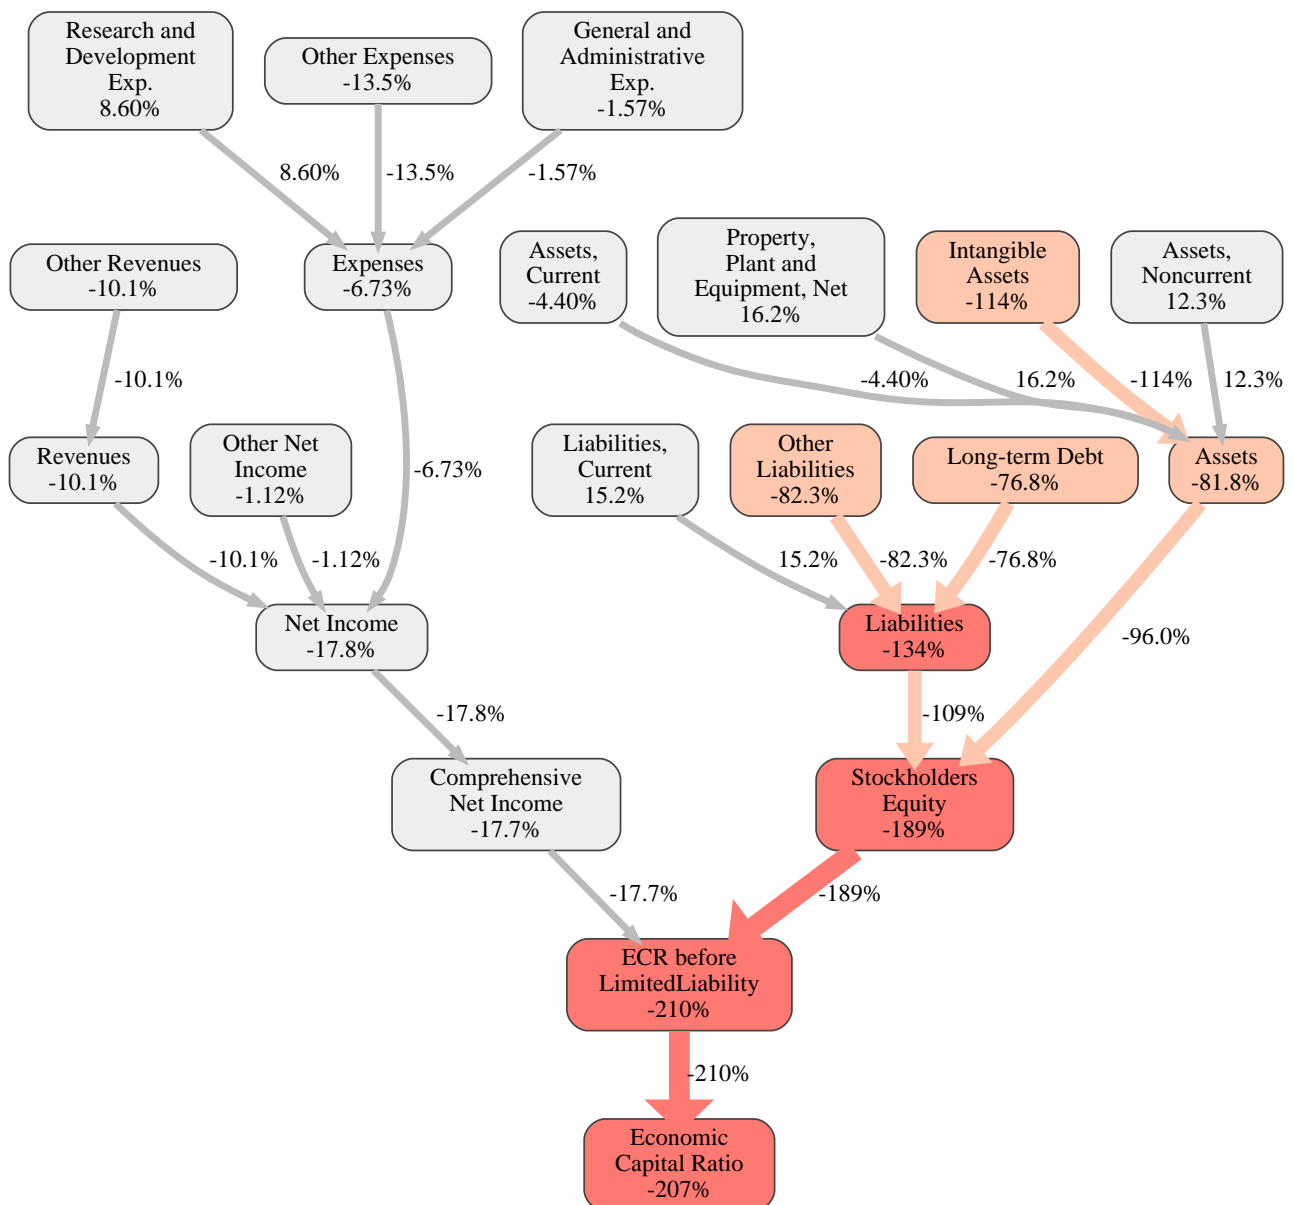 Research and
Development
Exp.
8.60%
Other Expenses
-13.5%
General and
Administrative
Exp.
-1.57%
8.60%
-13.5%
-1.57%
Other Revenues
-10.1%
Expenses
-6.73%
Assets,
Current
-4.40%
Property,
Plant and
Equipment, Net
16.2%
Intangible
Assets
-114%
Assets,
Noncurrent
12.3%
-10.1%
-4.40%
16.2%
-114%
12.3%
Revenues
-10.1%
Other Net
Income
-1.12%
-6.73%
Liabilities,
Current
15.2%
Other
Liabilities
-82.3%
Long-term Debt
-76.8%
Assets
-81.8%
-10.1%
-1.12%
15.2%
-82.3%
-76.8%
Net Income
-17.8%
Liabilities
-134%
-96.0%
-17.8%
-109%
Comprehensive
Net Income
-17.7%
Stockholders
Equity
-189%
-17.7%
-189%
ECR before
LimitedLiability
-210%
-210%
Economic
Capital Ratio
-207%